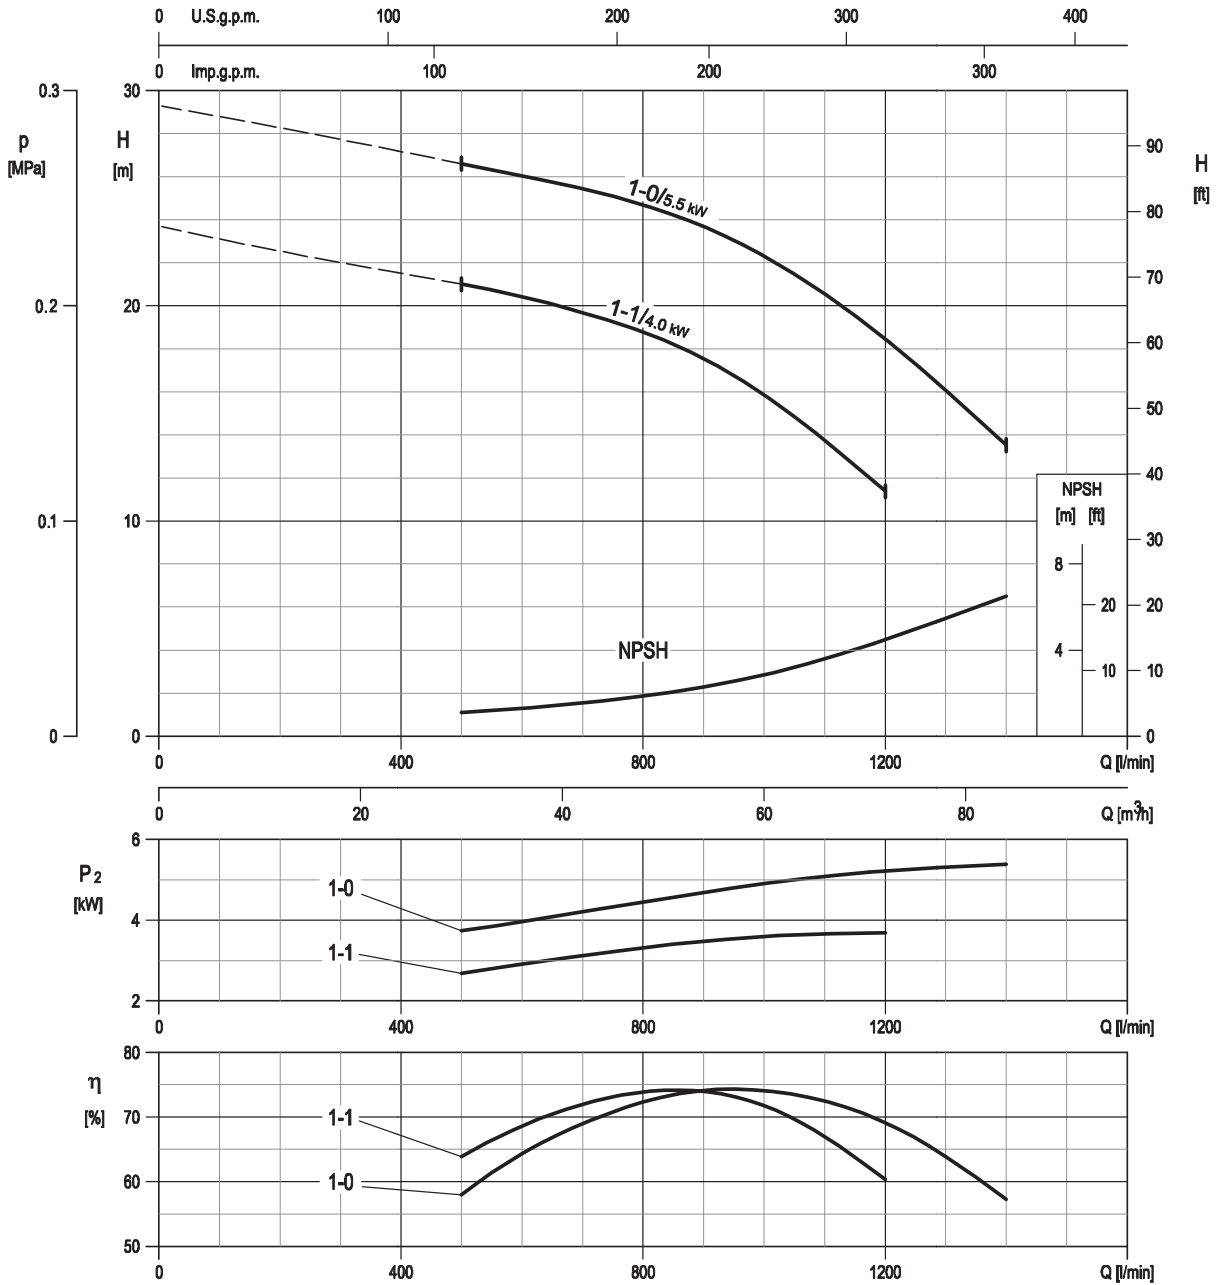 0 U.S.g.p.m. 100 200 300 400
0 Imp.g.p.m. 100 200 300
0.3 30
p H 90 H
[MPa] [m] [ft]
1-0/5.5 kW
80
70
0.2 20
1-1/4.0 kW
60
50
40
NPSH
[m] [ft]
0.1 10
30
8
20 20
NPSH 4
10 10
0 0 0
0 400 800 1200 Q [l/min]
0 20 40 60 80 Q [m³/h]
6
P2
[kW]
1-0
4
1-1
2
0 400 800 1200 Q [l/min]
80
η
[%]
70
1-1
60
1-0
50
0 400 800 1200 Q [l/min]